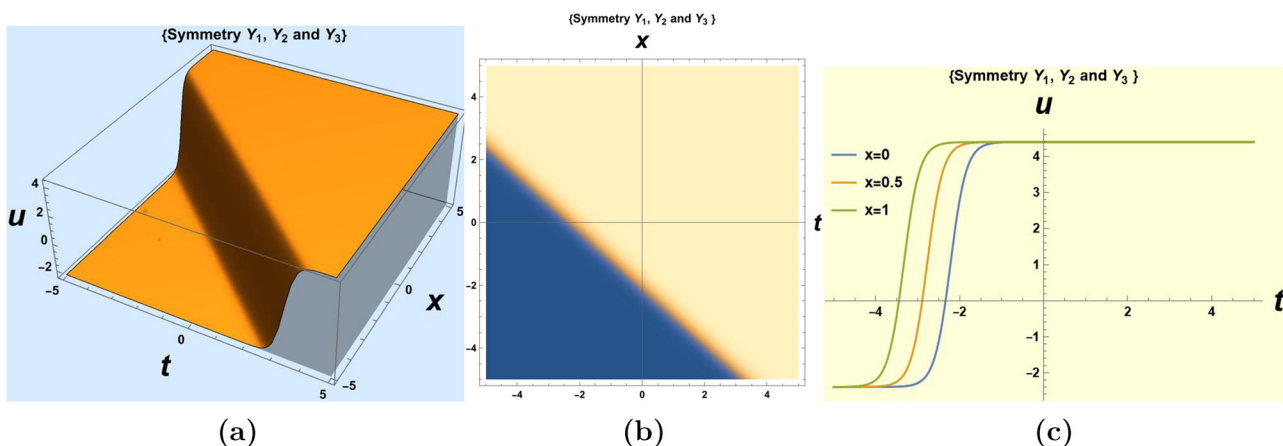 {Symmetry Y₁, Y₂ and Y₃}
4
2
0
−2
u
−5
0
5
t
5
0
−5
x
(a)
{Symmetry Y₁, Y₂ and Y₃ }
x
4
2
0
−2
−4
−4 −2 0 2 4
t
(b)
{Symmetry Y₁, Y₂ and Y₃ }
u
x=0
x=0.5
x=1
4
3
2
1
−4 −2 2 4
t
−1
−2
(c)